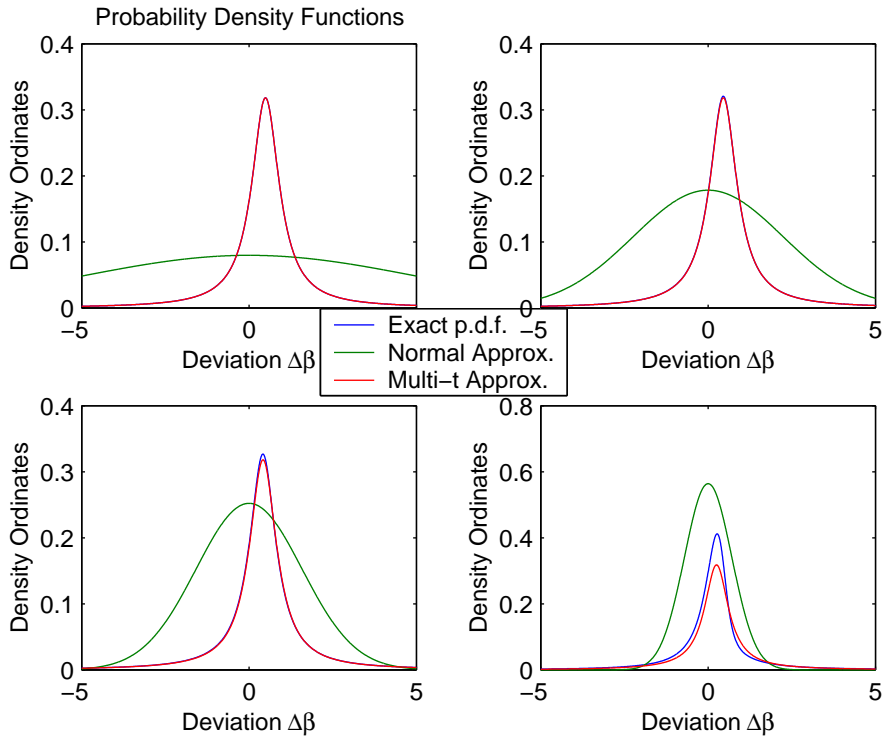 Probability Density Functions
0.4
0.3
0.2
0.1
0
Density Ordinates
−5
0
5
Deviation Δβ
0.4
0.3
0.2
0.1
0
Density Ordinates
−5
0
5
Deviation Δβ
Exact p.d.f.
Normal Approx.
Multi−t Approx.
0.4
0.3
0.2
0.1
0
Density Ordinates
−5
0
5
Deviation Δβ
0.8
0.6
0.4
0.2
0
Density Ordinates
−5
0
5
Deviation Δβ